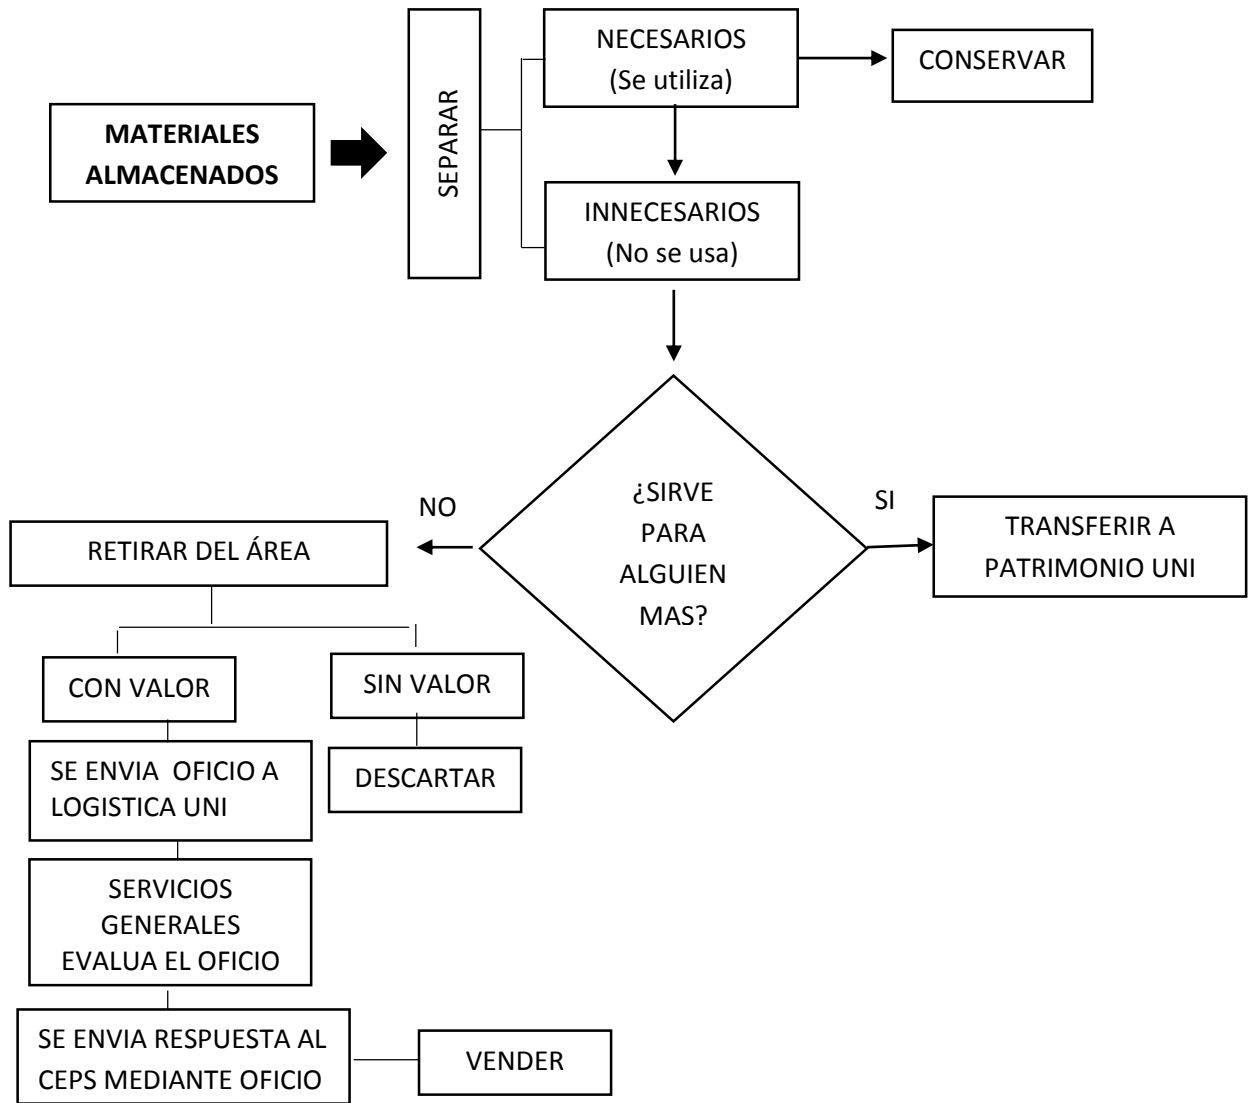 MATERIALES
ALMACENADOS
SEPARAR
NECESARIOS
(Se utiliza)
CONSERVAR
INNECESARIOS
(No se usa)
¿SIRVE
PARA
ALGUIEN
MAS?
NO
SI
TRANSFERIR A
PATRIMONIO UNI
RETIRAR DEL ÁREA
CON VALOR
SIN VALOR
SE ENVIA  OFICIO A
LOGISTICA UNI
DESCARTAR
SERVICIOS
GENERALES
EVALUA EL OFICIO
SE ENVIA RESPUESTA AL
CEPS MEDIANTE OFICIO
VENDER